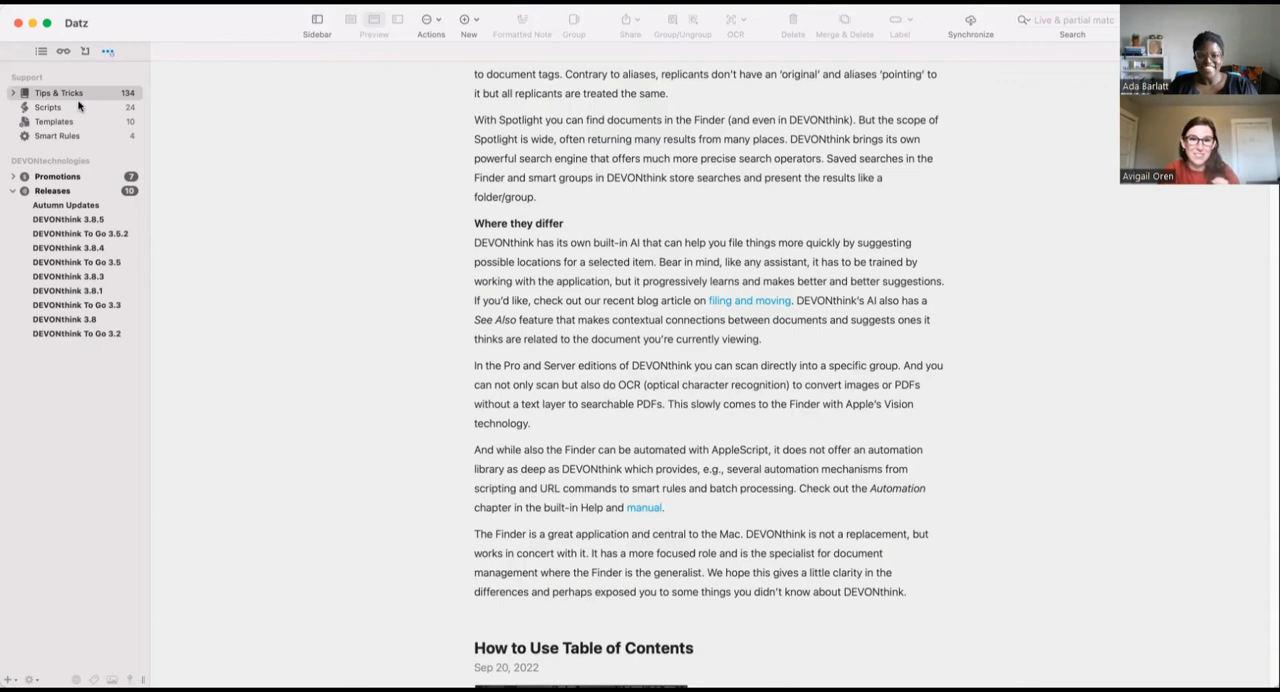 Datz
Sidebar
Preview
Actions
New
Formatted Note
Group
Share
Group/Ungroup
OCR
Delete
Merge & Delete
Label
Synchronize
Live & partial matc
Search
Support
Tips & Tricks 134
Scripts 24
Templates 10
Smart Rules 4
DEVONtechnologies
Promotions 7
Releases 10
Autumn Updates
DEVONthink 3.8.5
DEVONthink To Go 3.5.2
DEVONthink 3.8.4
DEVONthink To Go 3.5
DEVONthink 3.8.3
DEVONthink 3.8.1
DEVONthink To Go 3.3
DEVONthink 3.8
DEVONthink To Go 3.2
to document tags. Contrary to aliases, replicants don't have an 'original' and aliases 'pointing' to
it but all replicants are treated the same.
With Spotlight you can find documents in the Finder (and even in DEVONthink). But the scope of
Spotlight is wide, often returning many results from many places. DEVONthink brings its own
powerful search engine that offers much more precise search operators. Saved searches in the
Finder and smart groups in DEVONthink store searches and present the results like a
folder/group.
Where they differ
DEVONthink has its own built-in AI that can help you file things more quickly by suggesting
possible locations for a selected item. Bear in mind, like any assistant, it has to be trained by
working with the application, but it progressively learns and makes better and better suggestions.
If you'd like, check out our recent blog article on filing and moving. DEVONthink's AI also has a
See Also feature that makes contextual connections between documents and suggests ones it
thinks are related to the document you're currently viewing.
In the Pro and Server editions of DEVONthink you can scan directly into a specific group. And you
can not only scan but also do OCR (optical character recognition) to convert images or PDFs
without a text layer to searchable PDFs. This slowly comes to the Finder with Apple's Vision
technology.
And while also the Finder can be automated with AppleScript, it does not offer an automation
library as deep as DEVONthink which provides, e.g., several automation mechanisms from
scripting and URL commands to smart rules and batch processing. Check out the Automation
chapter in the built-in Help and manual.
The Finder is a great application and central to the Mac. DEVONthink is not a replacement, but
works in concert with it. It has a more focused role and is the specialist for document
management where the Finder is the generalist. We hope this gives a little clarity in the
differences and perhaps exposed you to some things you didn't know about DEVONthink.
How to Use Table of Contents
Sep 20, 2022
Ada Barlatt
Avigail Oren